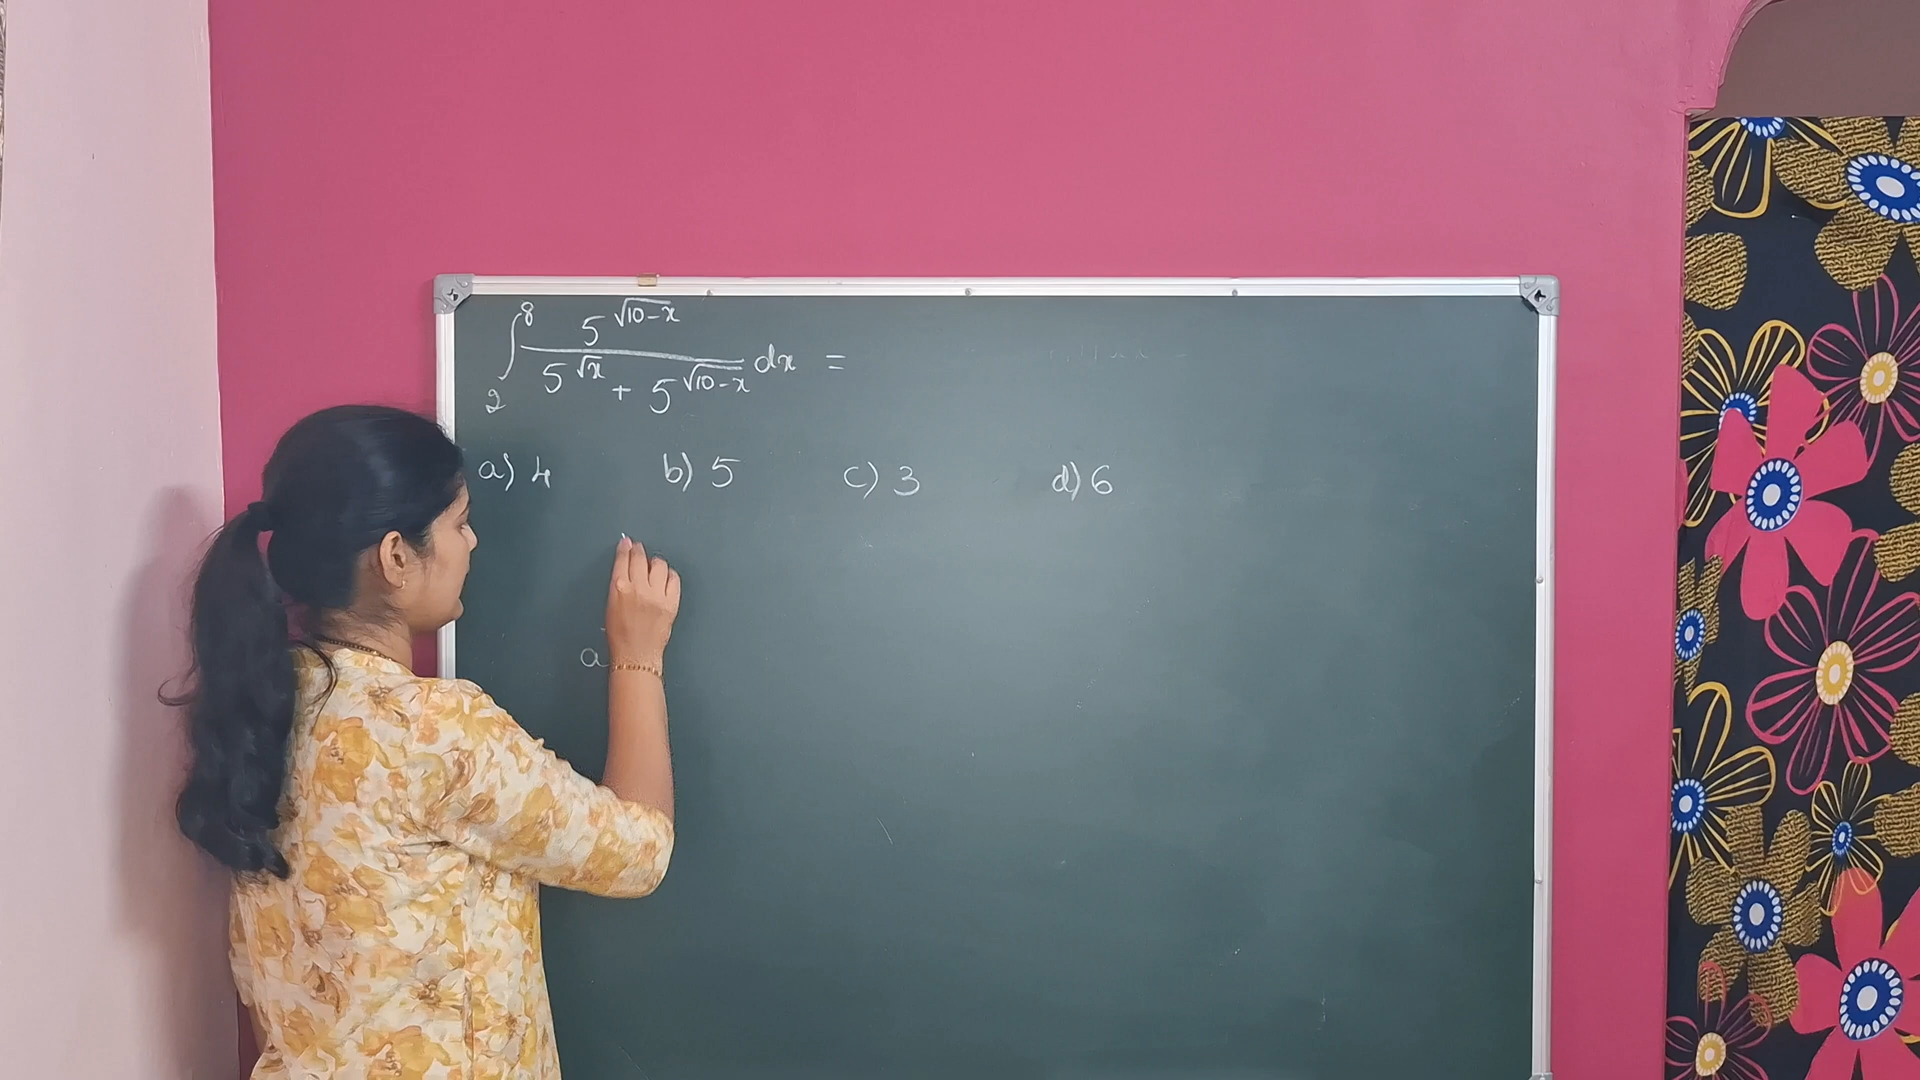 ∫₂⁸ 5^√(10-x) / (5^√x + 5^√(10-x)) dx =
a) 4 b) 5 c) 3 d) 6
a